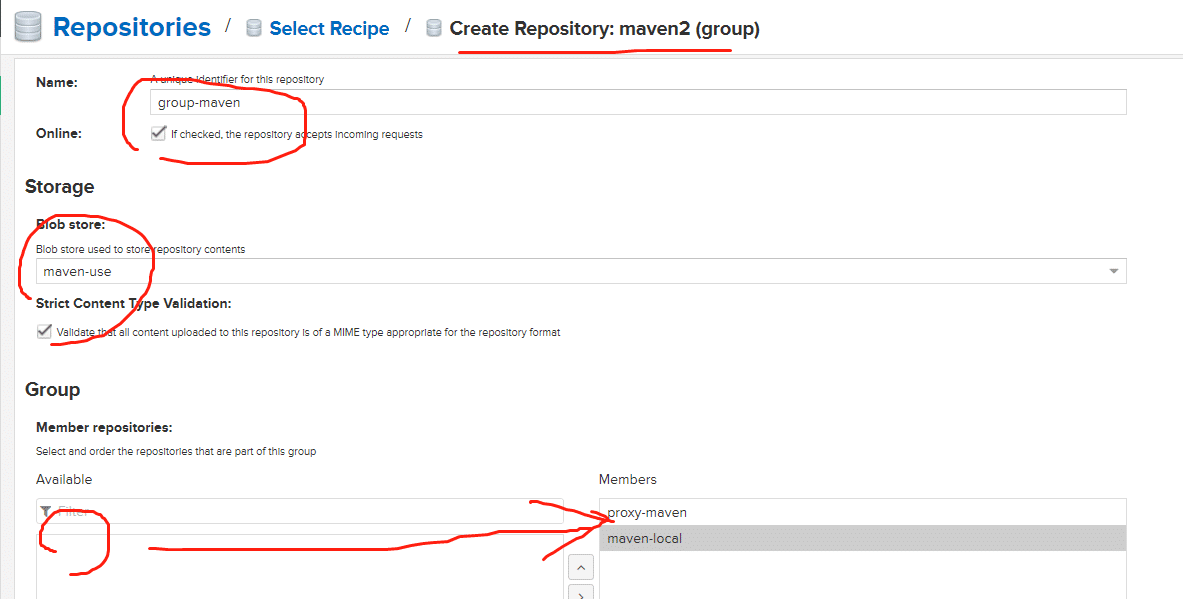 Repositories / Select Recipe / Create Repository: maven2 (group)
Name:
A unique identifier for this repository
group-maven
Online:
If checked, the repository accepts incoming requests
Storage
Blob store:
Blob store used to store repository contents
maven-use
Strict Content Type Validation:
Validate that all content uploaded to this repository is of a MIME type appropriate for the repository format
Group
Member repositories:
Select and order the repositories that are part of this group
Available
Members
Filter
proxy-maven
maven-local